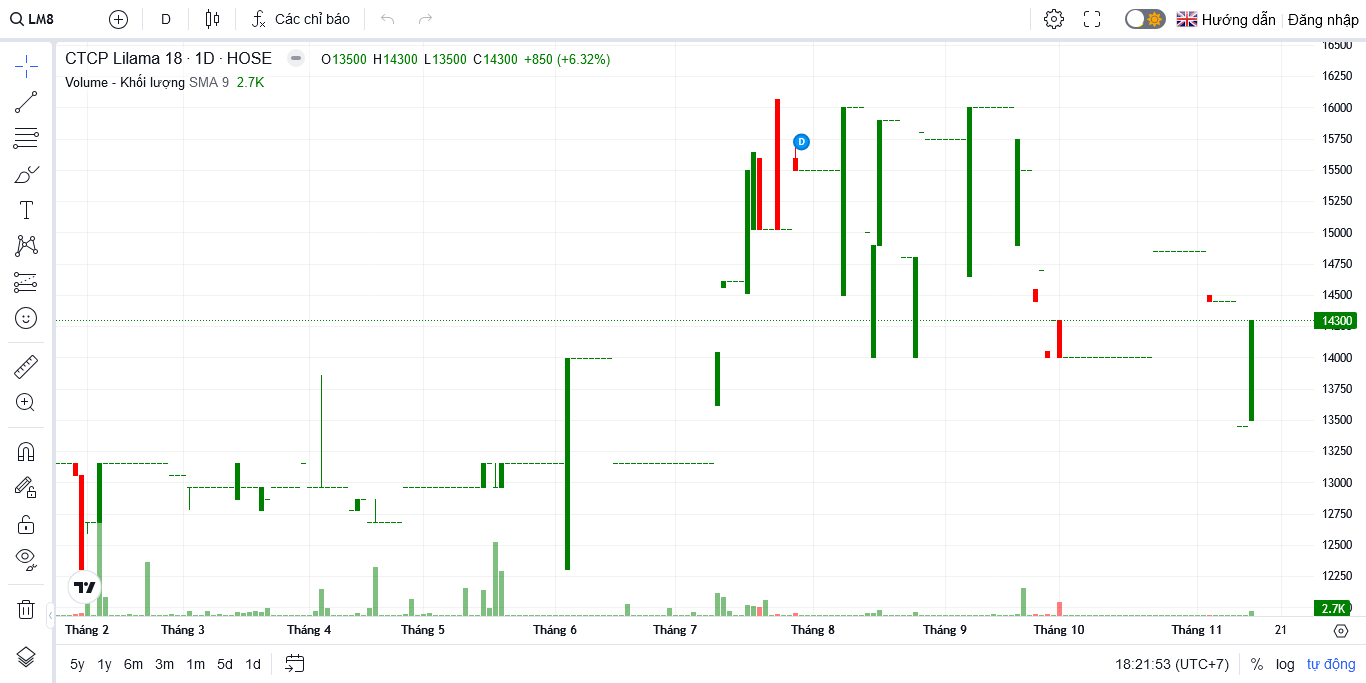 LM8 D Các chỉ báo Hướng dẫn Đăng nhập
CTCP Lilama 18 · 1D · HOSE O13500 H14300 L13500 C14300 +850 (+6.32%)
Volume - Khối lượng SMA 9 2.7K
D
16500
16250
16000
15750
15500
15250
15000
14750
14500
14300
14000
13750
13500
13250
13000
12750
12500
12250
2.7K
Tháng 2 Tháng 3 Tháng 4 Tháng 5 Tháng 6 Tháng 7 Tháng 8 Tháng 9 Tháng 10 Tháng 11 21
5y 1y 6m 3m 1m 5d 1d 18:21:53 (UTC+7) % log tự động